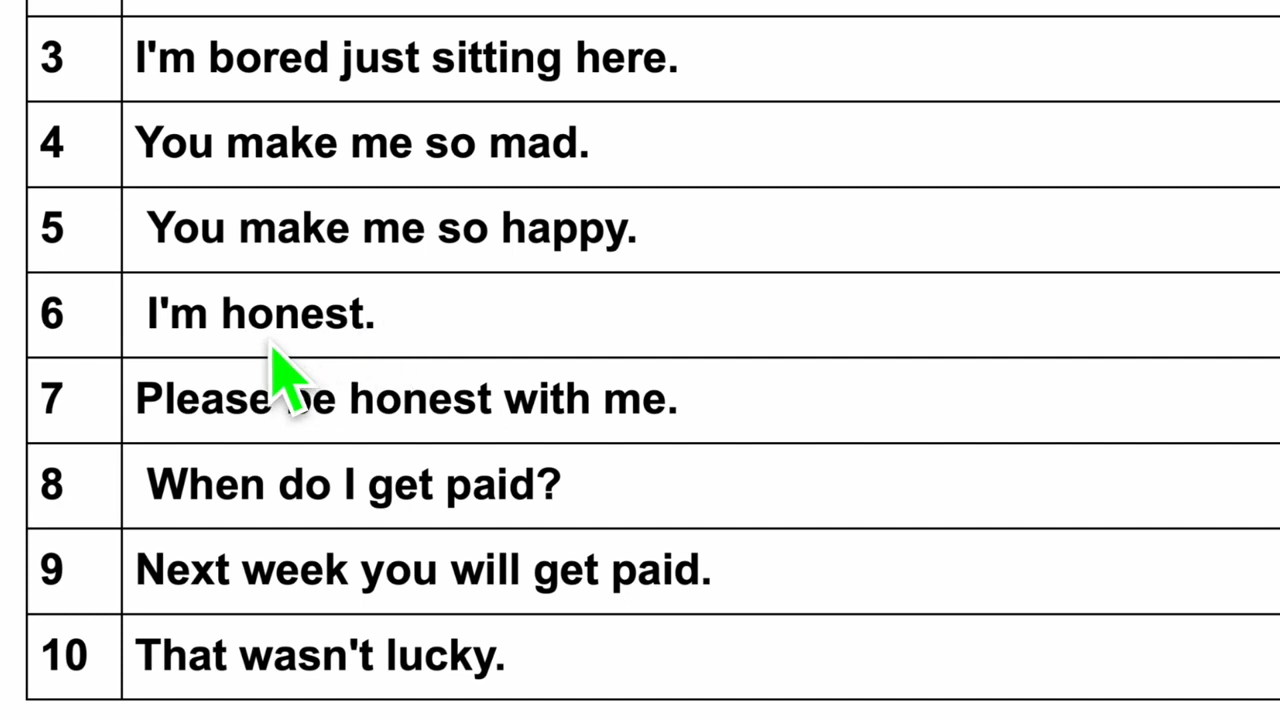 3 I'm bored just sitting here.
4 You make me so mad.
5 You make me so happy.
6 I'm honest.
7 Please be honest with me.
8 When do I get paid?
9 Next week you will get paid.
10 That wasn't lucky.